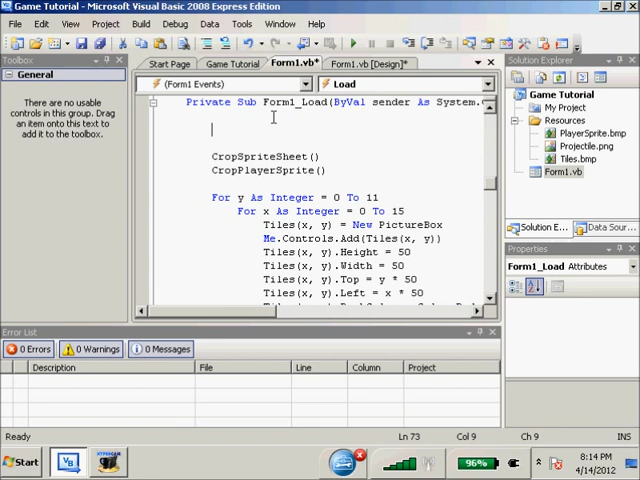 Game Tutorial - Microsoft Visual Basic 2008 Express Edition
File Edit View Project Build Debug Data Tools Window Help
Toolbox
General
There are no usable
controls in this group. Drag
an item onto this text to
add it to the toolbox.
Start Page Game Tutorial Form1.vb* Form1.vb [Design]*
(Form1 Events) Load
Private Sub Form1_Load(ByVal sender As System.
CropSpriteSheet()
CropPlayerSprite()
For y As Integer = 0 To 11
For x As Integer = 0 To 15
Tiles(x, y) = New PictureBox
Me.Controls.Add(Tiles(x, y))
Tiles(x, y).Height = 50
Tiles(x, y).Width = 50
Tiles(x, y).Top = y * 50
Tiles(x, y).Left = x * 50
Solution Explorer
Game Tutorial
My Project
Resources
PlayerSprite.bmp
Projectile.png
Tiles.bmp
Form1.vb
Solution E... Data Sour...
Properties
Form1_Load Attributes
Error List
0 Errors 0 Warnings 0 Messages
Description File Line Column Project
Ready Ln 73 Col 9 Ch 9 INS
Start 96% 8:14 PM
4/14/2012